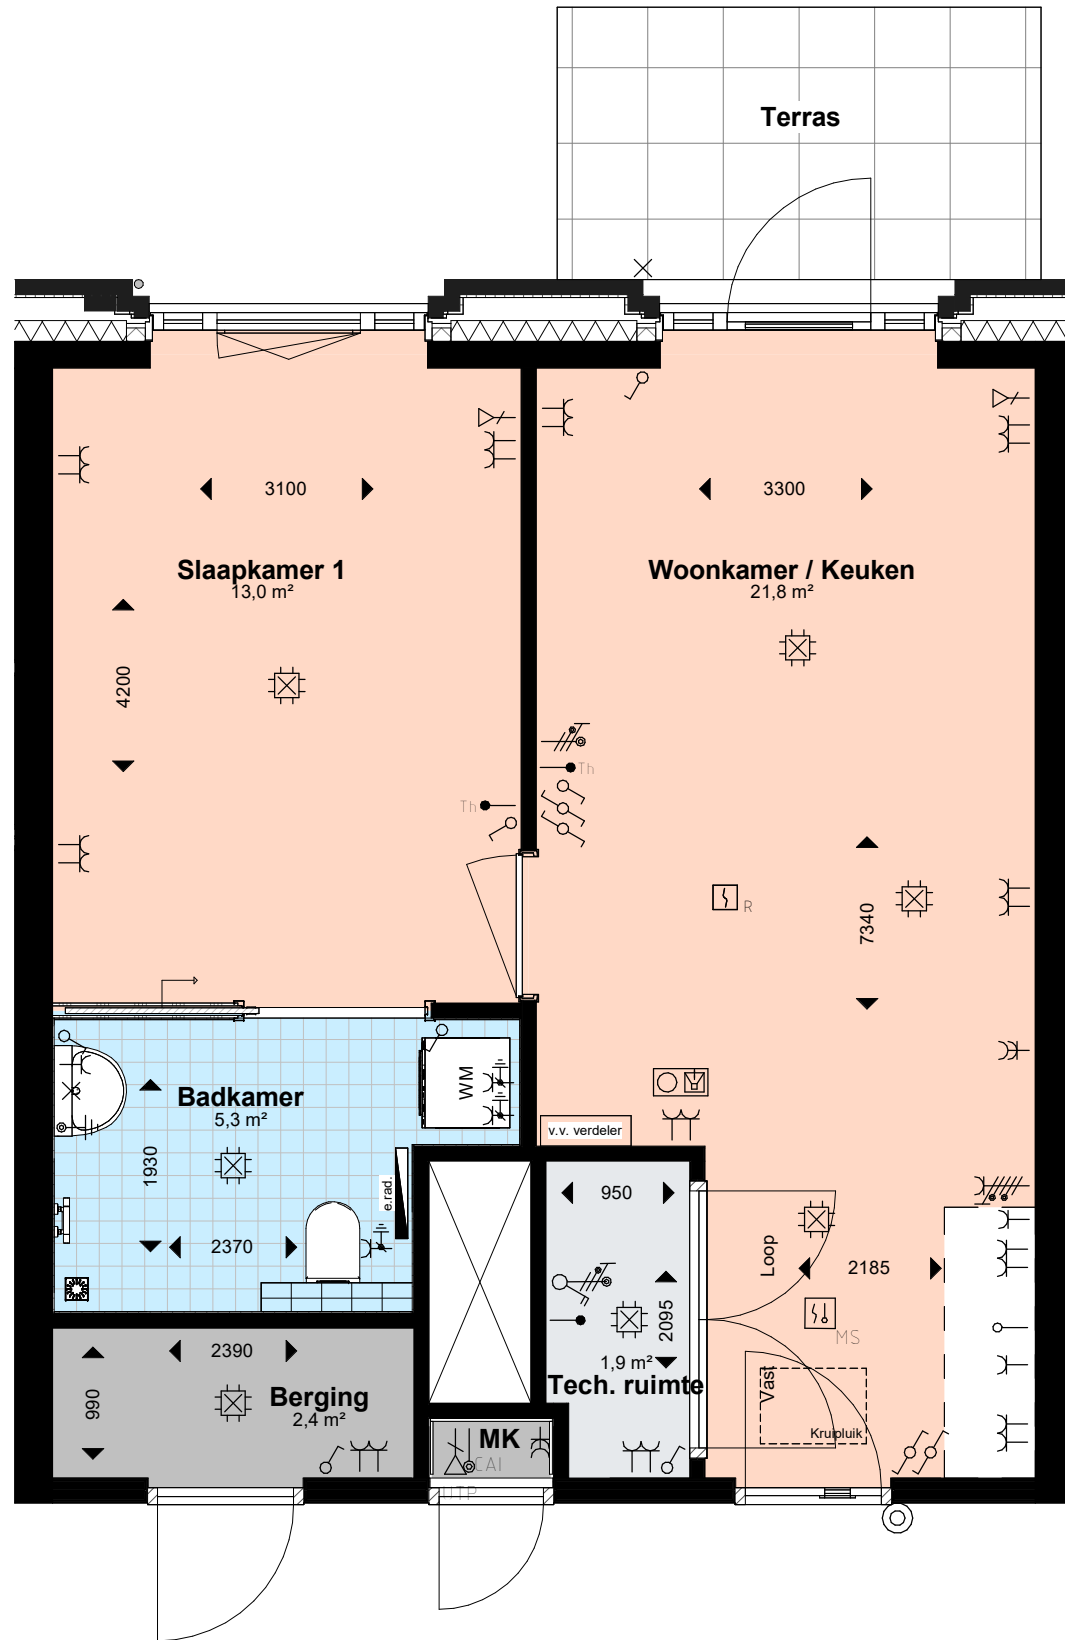 Terras
3100
3300
Slaapkamer 1
13,0 m²
Woonkamer / Keuken
21,8 m²
4200
Th
Th
7340
R
WM
Badkamer
5,3 m²
v.v. verdeler
1930
e.rad.
950
2370
Loop
2185
2095
MS
2390
1,9 m²
Tech. ruimte
Vast
990
Berging
2,4 m²
MK
Kruipluik
CAI
UTP